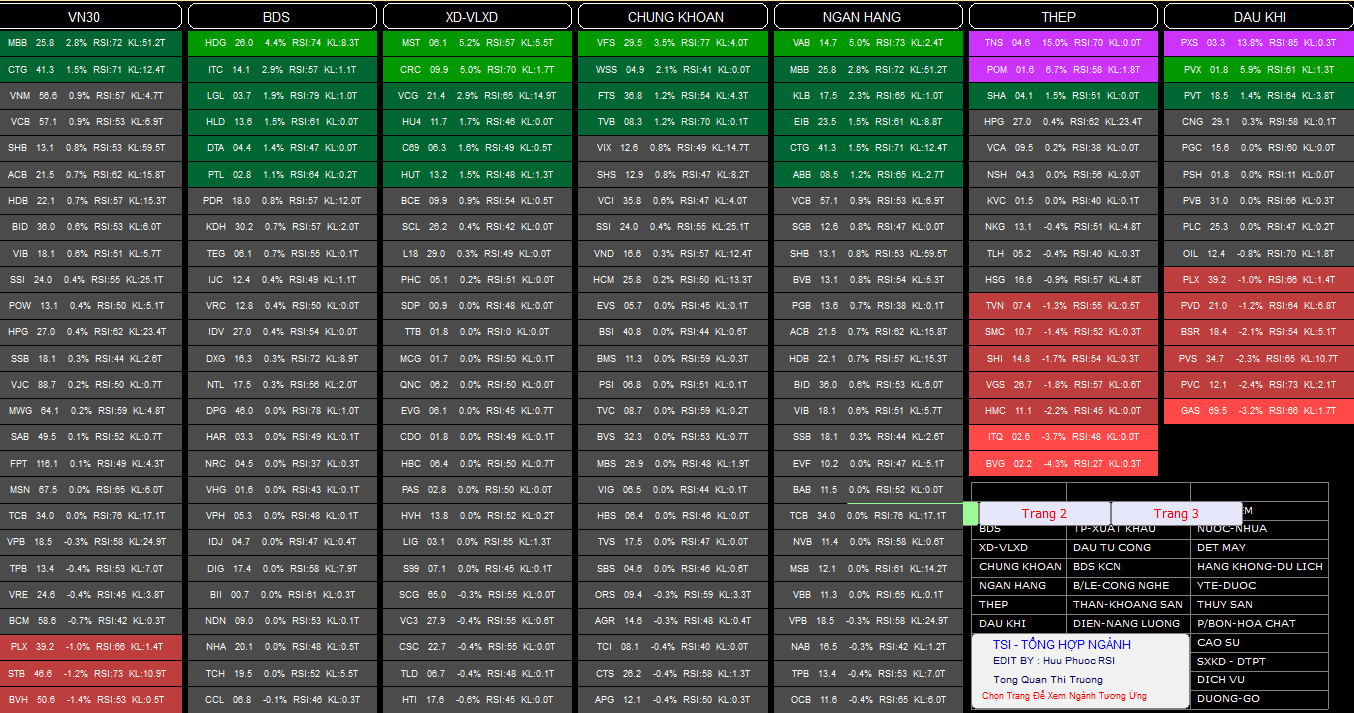 VN30
MBB 25.8 2.8% RSI:72 KL:51.2T
CTG 41.3 1.5% RSI:71 KL:12.4T
VNM 56.6 0.9% RSI:57 KL:4.7T
VCB 57.1 0.9% RSI:53 KL:6.9T
SHB 13.1 0.8% RSI:53 KL:59.5T
ACB 21.5 0.7% RSI:62 KL:15.8T
HDB 22.1 0.7% RSI:57 KL:15.3T
BID 36.0 0.6% RSI:53 KL:6.0T
VIB 18.1 0.6% RSI:51 KL:5.7T
SSI 24.0 0.4% RSI:55 KL:25.1T
POW 13.1 0.4% RSI:50 KL:5.1T
HPG 27.0 0.4% RSI:62 KL:23.4T
SSB 18.1 0.3% RSI:44 KL:2.6T
VJC 88.7 0.2% RSI:50 KL:0.7T
MWG 64.1 0.2% RSI:59 KL:4.8T
SAB 49.5 0.1% RSI:52 KL:0.7T
FPT 116.1 0.1% RSI:49 KL:4.3T
MSN 67.5 0.0% RSI:65 KL:6.0T
TCB 34.0 0.0% RSI:76 KL:17.1T
VPB 18.5 -0.3% RSI:58 KL:24.9T
TPB 13.4 -0.4% RSI:53 KL:7.0T
VRE 24.6 -0.4% RSI:45 KL:3.8T
BCM 58.6 -0.7% RSI:42 KL:0.3T
PLX 39.2 -1.0% RSI:66 KL:1.4T
STB 46.6 -1.2% RSI:73 KL:10.9T
BVH 50.6 -1.4% RSI:53 KL:0.5T
BDS
HDG 26.0 4.4% RSI:74 KL:8.3T
ITC 14.1 2.9% RSI:57 KL:1.1T
LGL 03.7 1.9% RSI:79 KL:1.0T
HLD 13.6 1.5% RSI:61 KL:0.0T
DTA 04.4 1.4% RSI:47 KL:0.0T
PTL 02.8 1.1% RSI:64 KL:0.2T
PDR 18.0 0.8% RSI:57 KL:12.0T
KDH 30.2 0.7% RSI:57 KL:2.0T
TEG 06.1 0.7% RSI:55 KL:0.1T
IJC 12.4 0.4% RSI:49 KL:1.1T
VRC 12.8 0.4% RSI:50 KL:0.0T
IDV 27.0 0.4% RSI:54 KL:0.0T
DXG 16.3 0.3% RSI:72 KL:8.9T
NTL 17.5 0.3% RSI:56 KL:2.0T
DPG 46.0 0.0% RSI:78 KL:1.0T
HAR 03.3 0.0% RSI:49 KL:0.1T
NRC 04.5 0.0% RSI:37 KL:0.3T
VHG 01.6 0.0% RSI:43 KL:0.1T
VPH 05.3 0.0% RSI:48 KL:0.1T
IDJ 04.7 0.0% RSI:47 KL:0.4T
DIG 17.4 0.0% RSI:58 KL:7.9T
BII 00.7 0.0% RSI:61 KL:0.3T
NDN 09.0 0.0% RSI:53 KL:0.1T
NHA 20.1 0.0% RSI:48 KL:0.5T
TCH 19.5 0.0% RSI:52 KL:5.5T
CCL 06.8 -0.1% RSI:46 KL:0.3T
XD-VLXD
MST 06.1 5.2% RSI:57 KL:5.5T
CRC 09.9 5.0% RSI:70 KL:1.7T
VCG 21.4 2.9% RSI:65 KL:14.9T
HU4 11.7 1.7% RSI:46 KL:0.0T
C69 06.3 1.6% RSI:49 KL:0.5T
HUT 13.2 1.5% RSI:48 KL:1.3T
BCE 09.9 0.9% RSI:54 KL:0.5T
SCL 26.2 0.4% RSI:42 KL:0.0T
L18 29.0 0.3% RSI:49 KL:0.0T
PHC 05.1 0.2% RSI:51 KL:0.0T
SDP 00.9 0.0% RSI:48 KL:0.0T
TTB 01.8 0.0% RSI:0 KL:0.0T
MCG 01.7 0.0% RSI:50 KL:0.1T
QNC 06.2 0.0% RSI:50 KL:0.0T
EVG 06.1 0.0% RSI:45 KL:0.7T
CDO 01.8 0.0% RSI:49 KL:0.1T
HBC 06.4 0.0% RSI:50 KL:0.7T
PAS 02.8 0.0% RSI:50 KL:0.0T
HVH 13.8 0.0% RSI:52 KL:0.2T
LIG 03.1 0.0% RSI:55 KL:1.3T
S99 07.1 0.0% RSI:45 KL:0.1T
SCG 65.0 -0.3% RSI:55 KL:0.0T
VC3 27.9 -0.4% RSI:55 KL:0.6T
CSC 22.7 -0.4% RSI:55 KL:0.0T
TLD 06.7 -0.4% RSI:48 KL:0.1T
HTI 17.6 -0.6% RSI:45 KL:0.0T
CHUNG KHOAN
VFS 29.5 3.5% RSI:77 KL:4.0T
WSS 04.9 2.1% RSI:41 KL:0.0T
FTS 36.8 1.2% RSI:54 KL:4.3T
TVB 08.3 1.2% RSI:70 KL:0.1T
VIX 12.6 0.8% RSI:49 KL:14.7T
SHS 12.9 0.8% RSI:47 KL:8.2T
VCI 35.8 0.6% RSI:47 KL:4.0T
SSI 24.0 0.4% RSI:55 KL:25.1T
VND 16.6 0.3% RSI:57 KL:12.4T
HCM 25.8 0.2% RSI:50 KL:13.3T
EVS 05.7 0.0% RSI:45 KL:0.1T
BSI 40.8 0.0% RSI:44 KL:0.6T
BMS 11.3 0.0% RSI:59 KL:0.3T
PSI 06.8 0.0% RSI:51 KL:0.1T
TVC 08.7 0.0% RSI:59 KL:0.2T
BVS 32.3 0.0% RSI:53 KL:0.7T
MBS 26.9 0.0% RSI:48 KL:1.9T
VIG 06.5 0.0% RSI:44 KL:0.1T
HBS 06.4 0.0% RSI:46 KL:0.0T
TVS 17.5 0.0% RSI:47 KL:0.0T
SBS 04.6 0.0% RSI:46 KL:0.6T
ORS 09.4 -0.3% RSI:59 KL:3.3T
AGR 14.6 -0.3% RSI:48 KL:0.7T
TCI 08.1 -0.4% RSI:40 KL:0.0T
CTS 26.2 -0.4% RSI:58 KL:1.3T
APG 12.1 -0.4% RSI:50 KL:0.3T
NGAN HANG
VAB 14.7 5.0% RSI:73 KL:2.4T
MBB 25.8 2.8% RSI:72 KL:51.2T
KLB 17.5 2.3% RSI:65 KL:1.0T
EIB 23.5 1.5% RSI:61 KL:8.8T
CTG 41.3 1.5% RSI:71 KL:12.4T
ABB 08.5 1.2% RSI:65 KL:2.7T
VCB 57.1 0.9% RSI:53 KL:6.9T
SGB 12.6 0.8% RSI:47 KL:0.0T
SHB 13.1 0.8% RSI:53 KL:59.5T
BVB 13.1 0.8% RSI:54 KL:5.3T
PGB 13.6 0.7% RSI:38 KL:0.1T
ACB 21.5 0.7% RSI:62 KL:15.8T
HDB 22.1 0.7% RSI:57 KL:15.3T
BID 36.0 0.6% RSI:53 KL:6.0T
VIB 18.1 0.6% RSI:51 KL:5.7T
SSB 18.1 0.3% RSI:44 KL:2.6T
EVF 10.2 0.0% RSI:47 KL:5.1T
BAB 11.5 0.0% RSI:52 KL:0.0T
TCB 34.0 0.0% RSI:76 KL:17.1T
NVB 11.4 0.0% RSI:58 KL:0.6T
MSB 12.1 0.0% RSI:61 KL:14.2T
VBB 11.3 0.0% RSI:65 KL:0.1T
VPB 18.5 -0.3% RSI:58 KL:24.9T
NAB 16.5 -0.3% RSI:42 KL:1.2T
TPB 13.4 -0.4% RSI:53 KL:7.0T
OCB 11.6 -0.4% RSI:65 KL:6.0T
THEP
TNS 04.6 15.0% RSI:70 KL:0.0T
POM 01.6 6.7% RSI:58 KL:1.8T
SHA 04.1 1.5% RSI:51 KL:0.0T
HPG 27.0 0.4% RSI:62 KL:23.4T
VCA 09.5 0.2% RSI:38 KL:0.0T
NSH 04.3 0.0% RSI:56 KL:0.0T
KVC 01.5 0.0% RSI:40 KL:0.1T
NKG 13.1 -0.4% RSI:51 KL:4.8T
TLH 05.2 -0.4% RSI:40 KL:0.3T
HSG 16.6 -0.9% RSI:57 KL:4.8T
TVN 07.4 -1.3% RSI:55 KL:0.5T
SMC 10.7 -1.4% RSI:52 KL:0.3T
SHI 14.8 -1.7% RSI:54 KL:0.3T
VGS 26.7 -1.8% RSI:57 KL:0.6T
HMC 11.1 -2.2% RSI:45 KL:0.0T
ITQ 02.6 -3.7% RSI:48 KL:0.0T
BVG 02.2 -4.3% RSI:27 KL:0.3T
DAU KHI
PXS 03.3 13.8% RSI:85 KL:0.3T
PVX 01.8 5.9% RSI:61 KL:1.3T
PVT 18.5 1.4% RSI:64 KL:3.8T
CNG 29.1 0.3% RSI:58 KL:0.1T
PGC 15.6 0.0% RSI:60 KL:0.0T
PSH 01.8 0.0% RSI:11 KL:0.0T
PVB 31.0 0.0% RSI:66 KL:0.3T
PLC 25.3 0.0% RSI:47 KL:0.2T
OIL 12.4 -0.8% RSI:70 KL:1.8T
PLX 39.2 -1.0% RSI:66 KL:1.4T
PVD 21.0 -1.2% RSI:64 KL:6.8T
BSR 18.4 -2.1% RSI:54 KL:5.1T
PVS 34.7 -2.3% RSI:65 KL:10.7T
PVC 12.1 -2.4% RSI:73 KL:2.1T
GAS 69.5 -3.2% RSI:66 KL:1.7T
Trang 2 Trang 3 EM
BDS TP-XUAT KHAU NUOC-NHUA
XD-VLXD DAU TU CONG DET MAY
CHUNG KHOAN BDS KCN HANG KHONG-DU LICH
NGAN HANG B/LE-CONG NGHE YTE-DUOC
THEP THAN-KHOANG SAN THUY SAN
DAU KHI DIEN-NANG LUONG P/BON-HOA CHAT
TSI - TỔNG HỢP NGÀNH CAO SU
EDIT BY : Huu Phuoc RSI SXKD - DTPT
Tong Quan Thi Truong DICH VU
Chọn Trang Để Xem Ngành Tương Ứng DUONG-GO